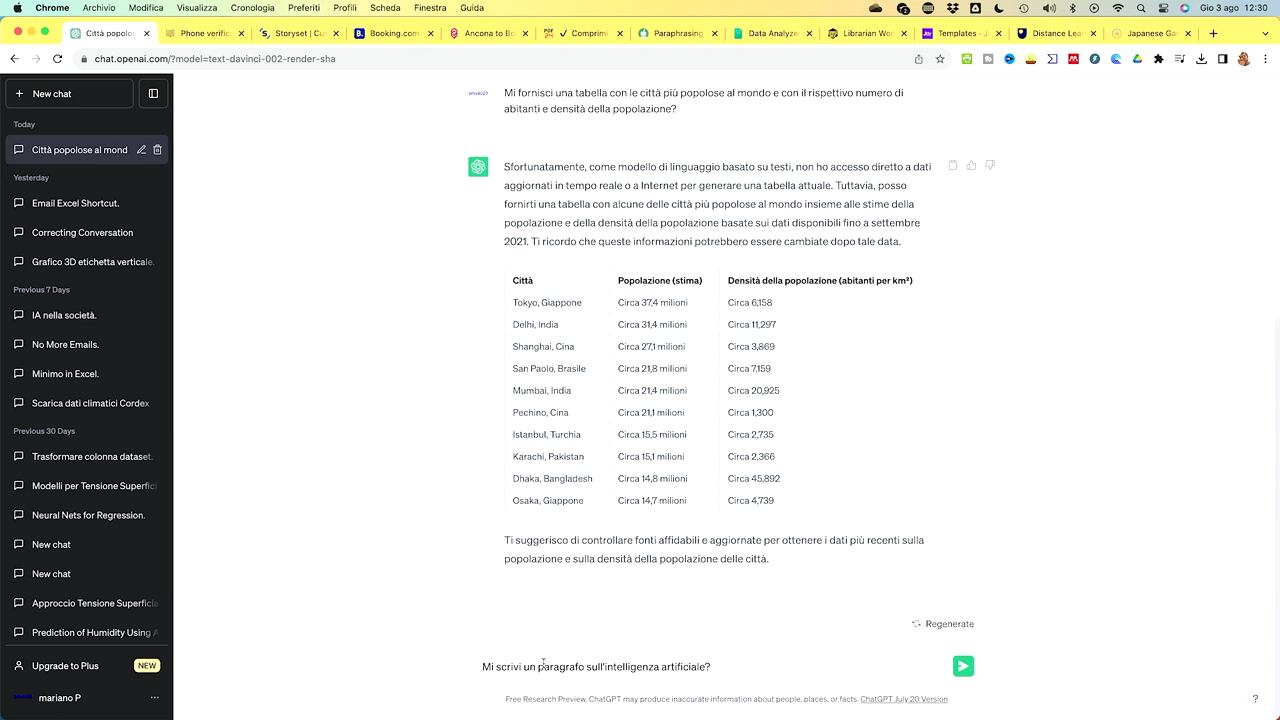 Chrome Archivio Modifica Visualizza Cronologia Preferiti Profili Scheda Finestra Guida Gio 3 ago 12:30
Città popolos Phone verific Storyset | Cus Booking.com Ancona to Bo ✓ Comprimi Paraphrasing Data Analyze Librarian Wor Templates - J Distance Lea Japanese Gar
chat.openai.com/?model=text-davinci-002-render-sha
New chat
Today
Città popolose al mond
Yesterday
Email Excel Shortcut.
Correcting Conversation
Grafico 3D etichetta verticale.
Previous 7 Days
IA nella società.
No More Emails.
Minimo in Excel.
Scarica dati climatici Cordex
Previous 30 Days
Trasformare colonna dataset.
Modelli per Tensione Superfici
Neural Nets for Regression.
New chat
New chat
Approccio Tensione Superficia
Prediction of Humidity Using A
Upgrade to Plus NEW
mariano P
prova023
Mi fornisci una tabella con le città più popolose al mondo e con il rispettivo numero di
abitanti e densità della popolazione?
Sfortunatamente, come modello di linguaggio basato su testi, non ho accesso diretto a dati
aggiornati in tempo reale o a Internet per generare una tabella attuale. Tuttavia, posso
fornirti una tabella con alcune delle città più popolose al mondo insieme alle stime della
popolazione e della densità della popolazione basate sui dati disponibili fino a settembre
2021. Ti ricordo che queste informazioni potrebbero essere cambiate dopo tale data.
Città Popolazione (stima) Densità della popolazione (abitanti per km²)
Tokyo, Giappone Circa 37,4 milioni Circa 6,158
Delhi, India Circa 31,4 milioni Circa 11,297
Shanghai, Cina Circa 27,1 milioni Circa 3,869
San Paolo, Brasile Circa 21,8 milioni Circa 7,159
Mumbai, India Circa 21,4 milioni Circa 20,925
Pechino, Cina Circa 21,1 milioni Circa 1,300
Istanbul, Turchia Circa 15,5 milioni Circa 2,735
Karachi, Pakistan Circa 15,1 milioni Circa 2,366
Dhaka, Bangladesh Circa 14,8 milioni Circa 45,892
Osaka, Giappone Circa 14,7 milioni Circa 4,739
Ti suggerisco di controllare fonti affidabili e aggiornate per ottenere i dati più recenti sulla
popolazione e sulla densità della popolazione delle città.
Regenerate
Mi scrivi un paragrafo sull'intelligenza artificiale?
Free Research Preview. ChatGPT may produce inaccurate information about people, places, or facts. ChatGPT July 20 Version
?